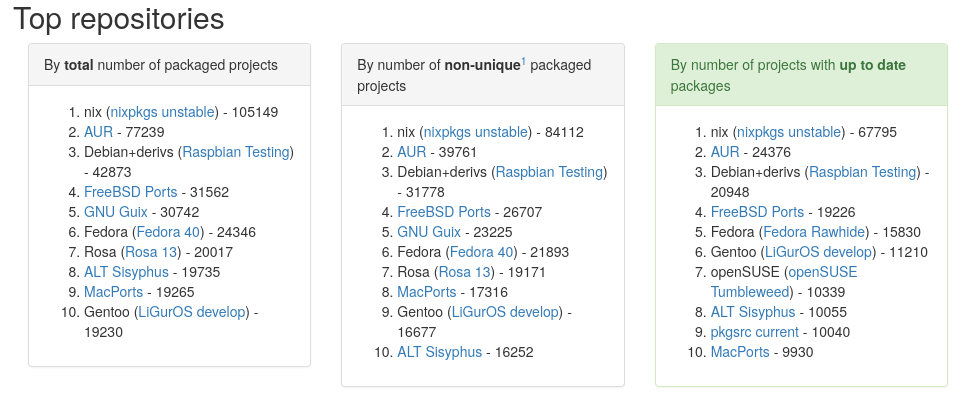 Top repositories
By total number of packaged projects
1. nix (nixpkgs unstable) - 105149
2. AUR - 77239
3. Debian+derivs (Raspbian Testing)
- 42873
4. FreeBSD Ports - 31562
5. GNU Guix - 30742
6. Fedora (Fedora 40) - 24346
7. Rosa (Rosa 13) - 20017
8. ALT Sisyphus - 19735
9. MacPorts - 19265
10. Gentoo (LiGurOS develop) -
19230
By number of non-unique1 packaged
projects
1. nix (nixpkgs unstable) - 84112
2. AUR - 39761
3. Debian+derivs (Raspbian Testing)
- 31778
4. FreeBSD Ports - 26707
5. GNU Guix - 23225
6. Fedora (Fedora 40) - 21893
7. Rosa (Rosa 13) - 19171
8. MacPorts - 17316
9. Gentoo (LiGurOS develop) -
16677
10. ALT Sisyphus - 16252
By number of projects with up to date
packages
1. nix (nixpkgs unstable) - 67795
2. AUR - 24376
3. Debian+derivs (Raspbian Testing) -
20948
4. FreeBSD Ports - 19226
5. Fedora (Fedora Rawhide) - 15830
6. Gentoo (LiGurOS develop) - 11210
7. openSUSE (openSUSE
Tumbleweed) - 10339
8. ALT Sisyphus - 10055
9. pkgsrc current - 10040
10. MacPorts - 9930